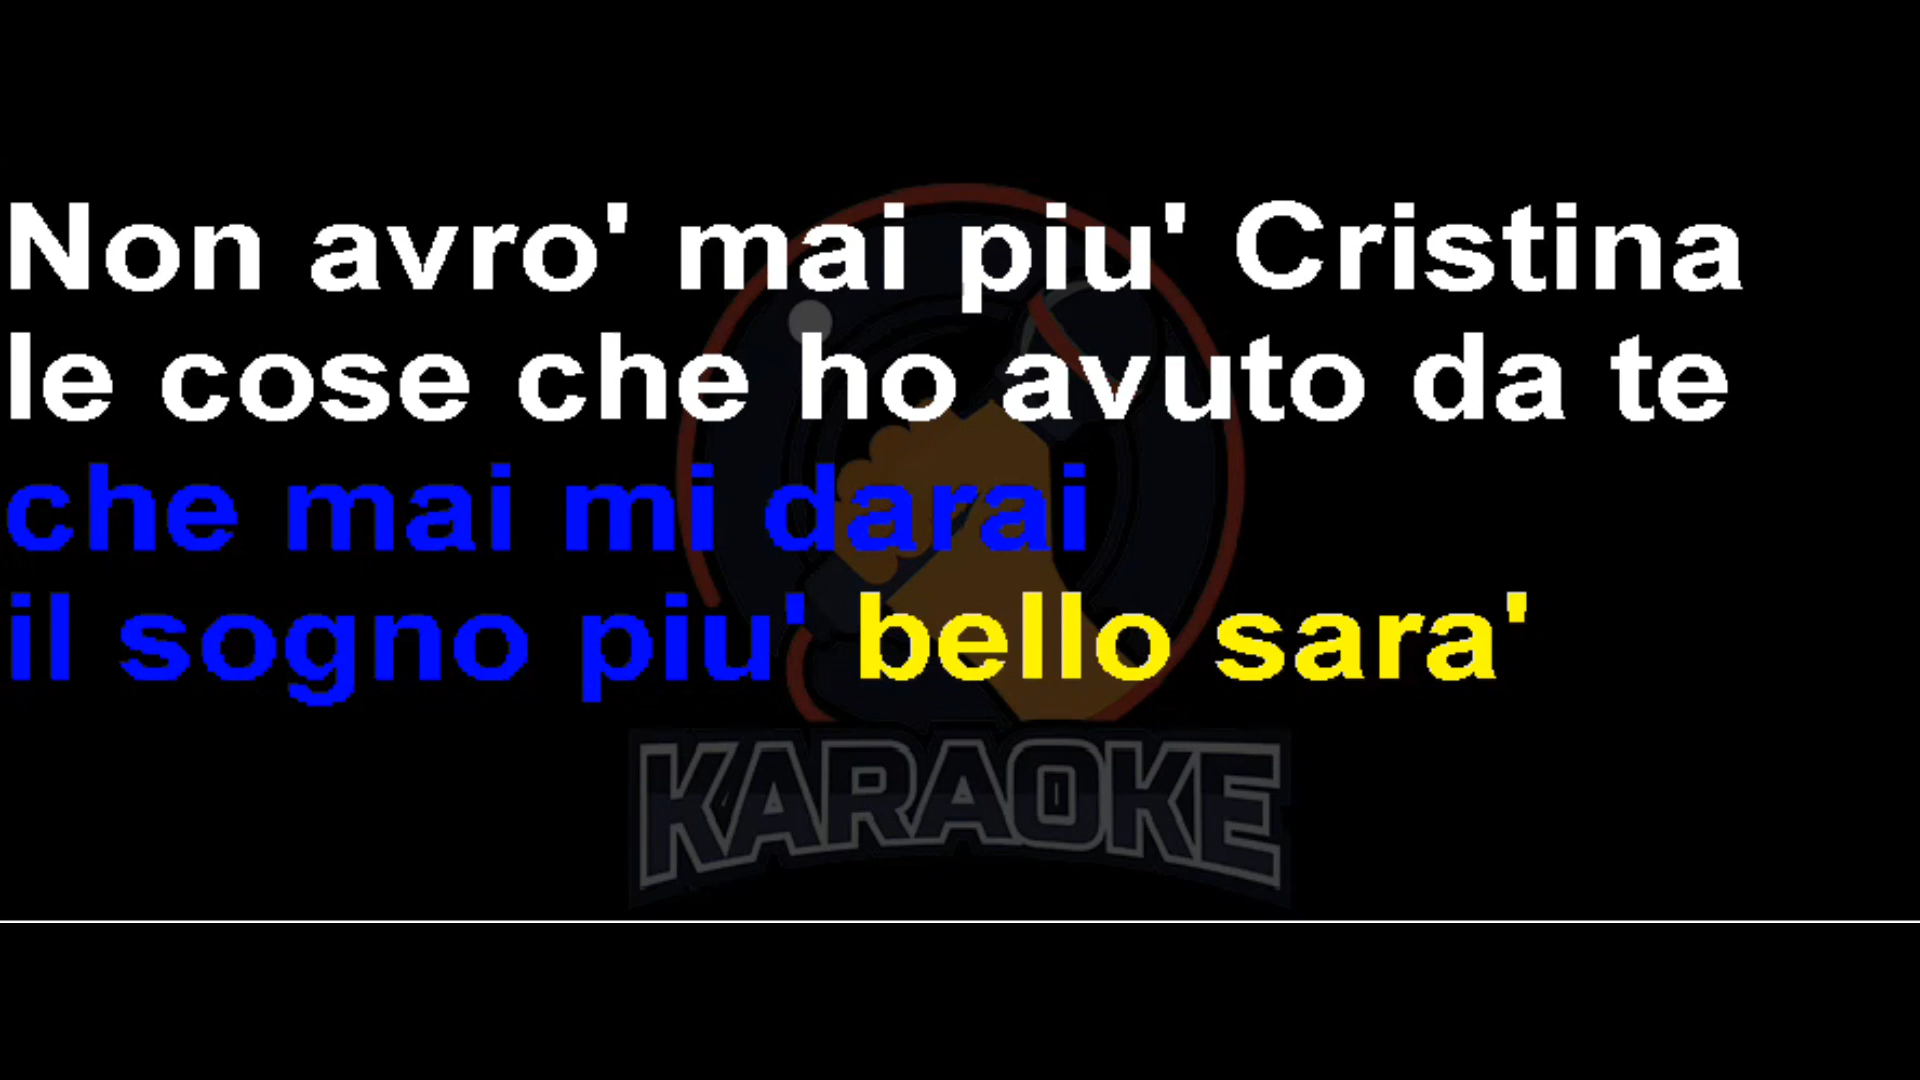 Non avro' mai piu' Cristina
le cose che ho avuto da te
che mai mi darai
il sogno piu' bello sara'
KARAOKE